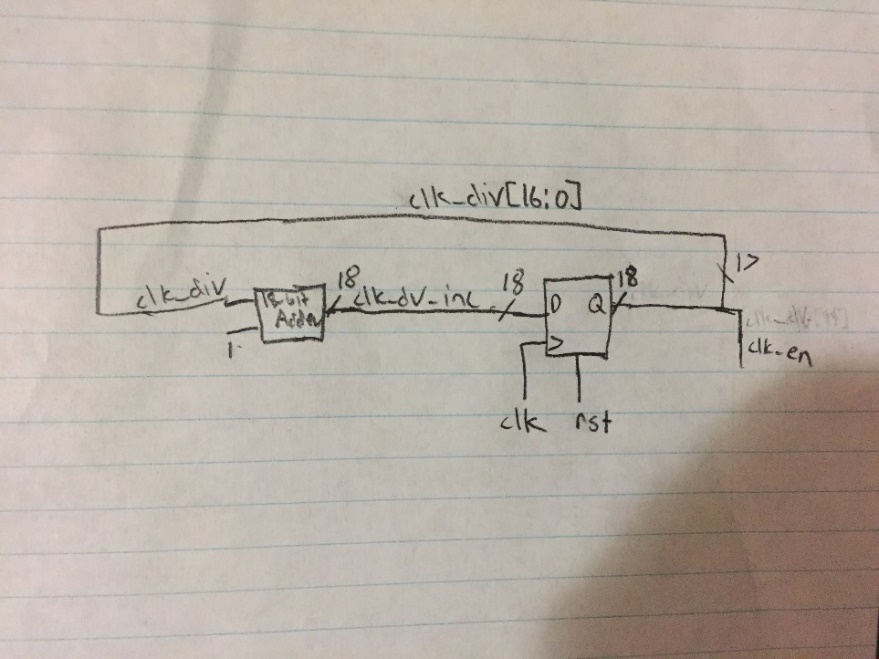 clk_div[16:0]
17
clk_div
18-bit
Adder
1
18
clk_dv_inc
18
D
Q
18
clk_en
clk
rst